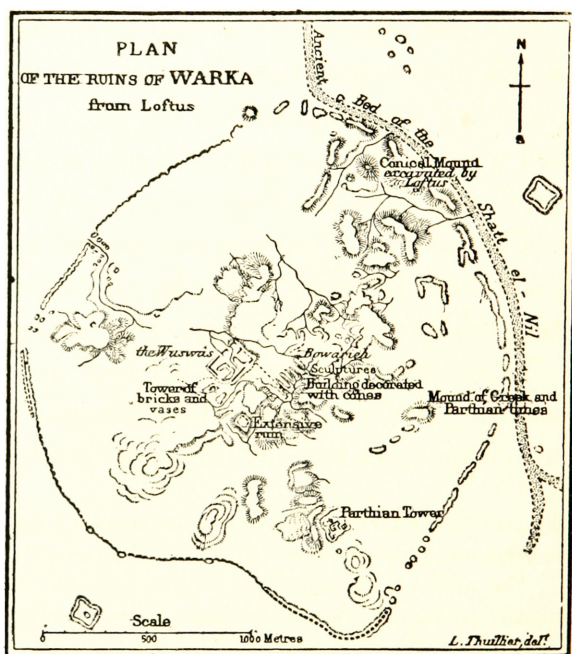 PLAN
OF THE RUINS OF WARKA
from Loftus
N
Ancient Bed of the Shatt el-Nil
Conical Mound
excavated by
Loftus
the Wuswas
Bowarieh
Sculptures
Building decorated
with cones
Tower of
bricks and
vases
Extensive
ruin
Mound of Greek and
Parthian times
Parthian Tower
Scale
0 500 1000 Metres
L. Thuillier, del.t